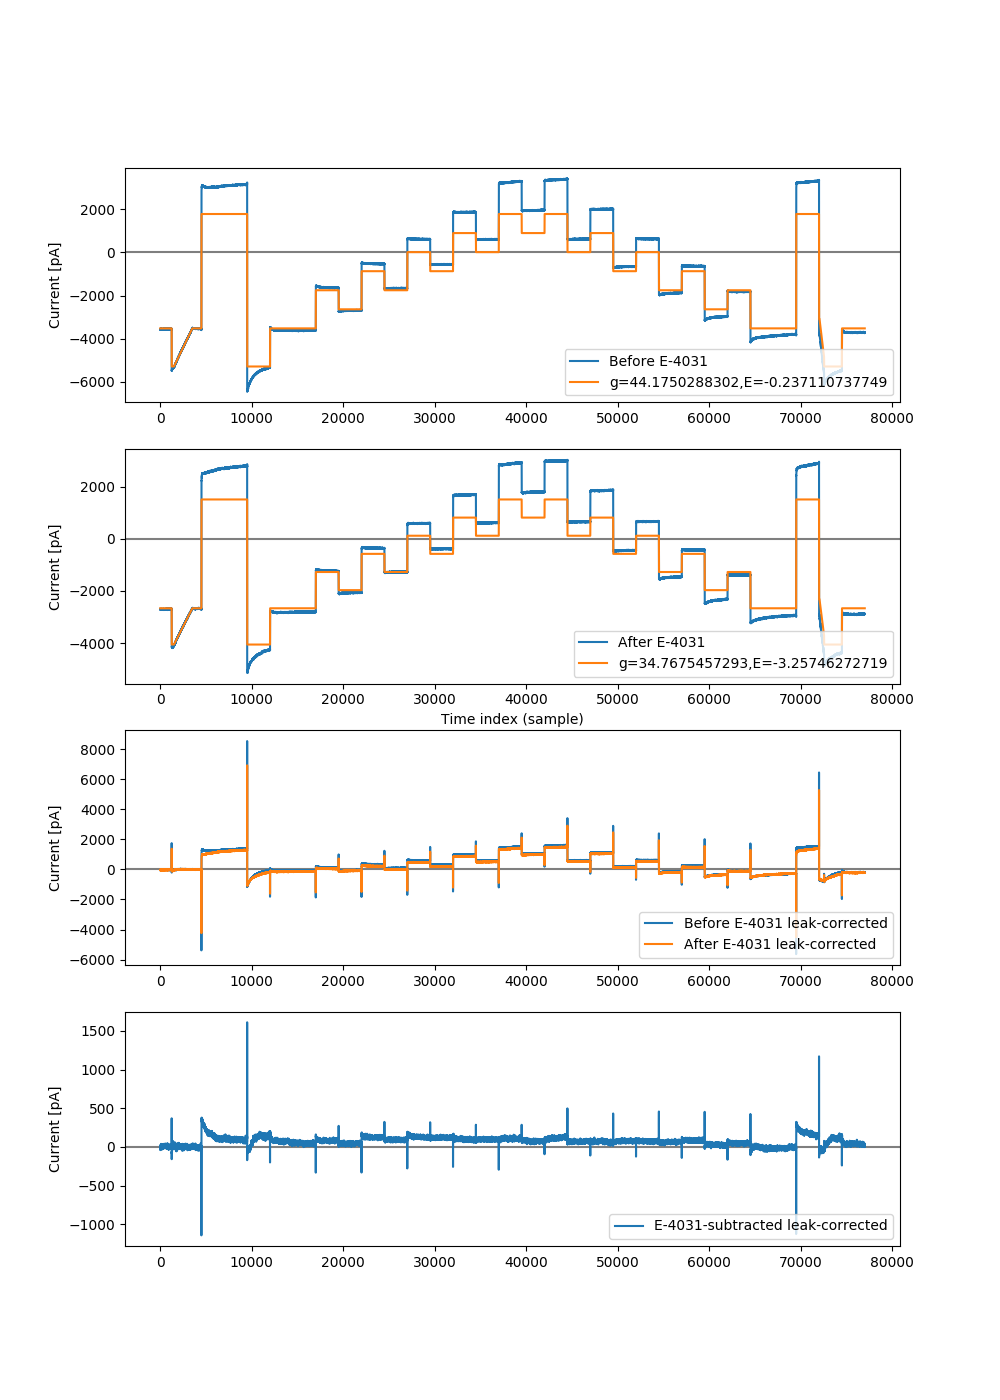 2000
0
−2000
−4000
−6000
Current [pA]
Before E-4031
g=44.1750288302,E=-0.237110737749
0 10000 20000 30000 40000 50000 60000 70000 80000
2000
0
−2000
−4000
Current [pA]
After E-4031
g=34.7675457293,E=-3.25746272719
0 10000 20000 30000 40000 50000 60000 70000 80000
Time index (sample)
8000
6000
4000
2000
0
−2000
−4000
−6000
Current [pA]
Before E-4031 leak-corrected
After E-4031 leak-corrected
0 10000 20000 30000 40000 50000 60000 70000 80000
1500
1000
500
0
−500
−1000
Current [pA]
E-4031-subtracted leak-corrected
0 10000 20000 30000 40000 50000 60000 70000 80000